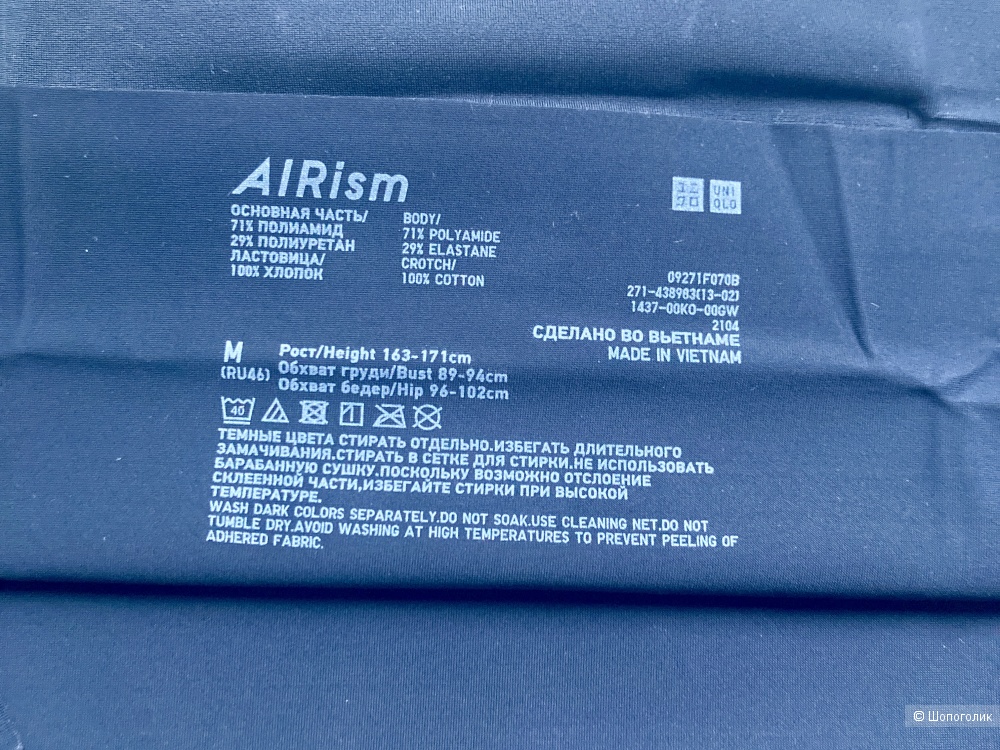 AIRism
ОСНОВНАЯ ЧАСТЬ/
71% ПОЛИАМИД
29% ПОЛИУРЕТАН
ЛАСТОВИЦА/
100% ХЛОПОК
BODY/
71% POLYAMIDE
29% ELASTANE
CROTCH/
100% COTTON
ユニ
クロ
UNI
QLO
09271F070B
271-438983(13-02)
1437-00KO-00GW
2104
СДЕЛАНО ВО ВЬЕТНАМЕ
MADE IN VIETNAM
M
(RU46)
Рост/Height 163-171cm
Обхват груди/Bust 89-94cm
Обхват бедер/Hip 96-102cm
40
ТЕМНЫЕ ЦВЕТА СТИРАТЬ ОТДЕЛЬНО.ИЗБЕГАТЬ ДЛИТЕЛЬНОГО
ЗАМАЧИВАНИЯ.СТИРАТЬ В СЕТКЕ ДЛЯ СТИРКИ.НЕ ИСПОЛЬЗОВАТЬ
БАРАБАННУЮ СУШКУ.ПОСКОЛЬКУ ВОЗМОЖНО ОТСЛОЕНИЕ
СКЛЕЕННОЙ ЧАСТИ,ИЗБЕГАЙТЕ СТИРКИ ПРИ ВЫСОКОЙ
ТЕМПЕРАТУРЕ.
WASH DARK COLORS SEPARATELY.DO NOT SOAK.USE CLEANING NET.DO NOT
TUMBLE DRY.AVOID WASHING AT HIGH TEMPERATURES TO PREVENT PEELING OF
ADHERED FABRIC.
© Шопоголик